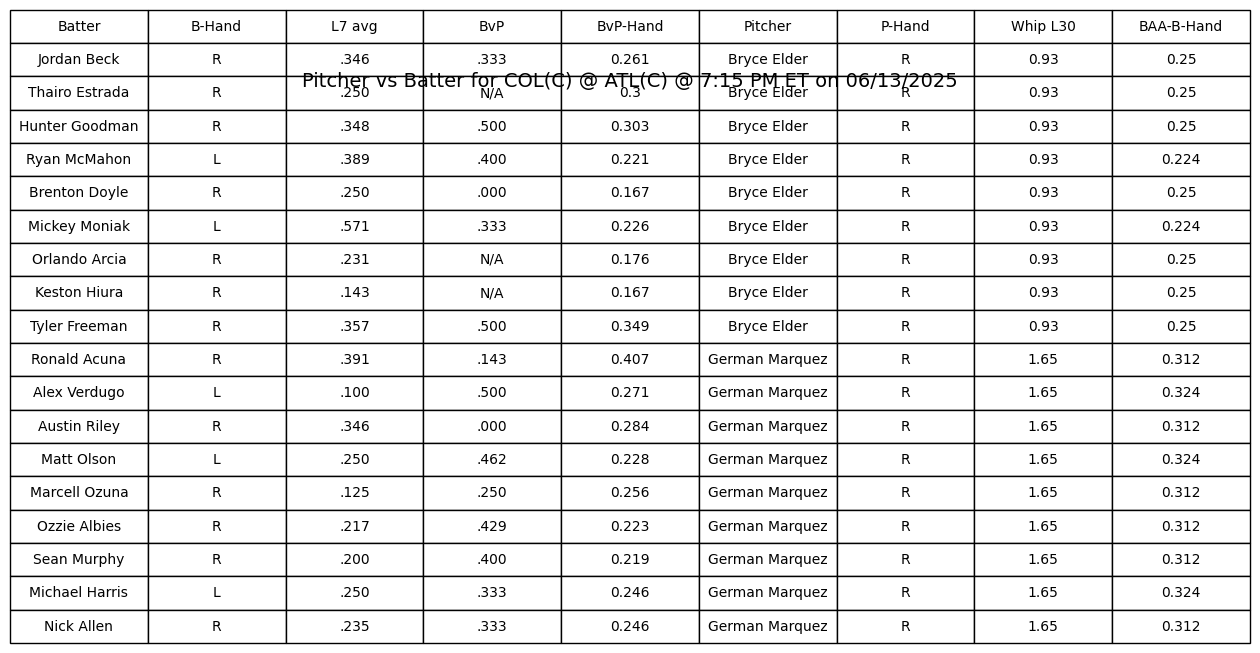 Batter B-Hand L7 avg BvP BvP-Hand Pitcher P-Hand Whip L30 BAA-B-Hand
Jordan Beck R .346 .333 0.261 Bryce Elder R 0.93 0.25
Pitcher vs Batter for COL(C) @ ATL(C) @ 7:15 PM ET on 06/13/2025
Thairo Estrada R .250 N/A 0.3 Bryce Elder R 0.93 0.25
Hunter Goodman R .348 .500 0.303 Bryce Elder R 0.93 0.25
Ryan McMahon L .389 .400 0.221 Bryce Elder R 0.93 0.224
Brenton Doyle R .250 .000 0.167 Bryce Elder R 0.93 0.25
Mickey Moniak L .571 .333 0.226 Bryce Elder R 0.93 0.224
Orlando Arcia R .231 N/A 0.176 Bryce Elder R 0.93 0.25
Keston Hiura R .143 N/A 0.167 Bryce Elder R 0.93 0.25
Tyler Freeman R .357 .500 0.349 Bryce Elder R 0.93 0.25
Ronald Acuna R .391 .143 0.407 German Marquez R 1.65 0.312
Alex Verdugo L .100 .500 0.271 German Marquez R 1.65 0.324
Austin Riley R .346 .000 0.284 German Marquez R 1.65 0.312
Matt Olson L .250 .462 0.228 German Marquez R 1.65 0.324
Marcell Ozuna R .125 .250 0.256 German Marquez R 1.65 0.312
Ozzie Albies R .217 .429 0.223 German Marquez R 1.65 0.312
Sean Murphy R .200 .400 0.219 German Marquez R 1.65 0.312
Michael Harris L .250 .333 0.246 German Marquez R 1.65 0.324
Nick Allen R .235 .333 0.246 German Marquez R 1.65 0.312